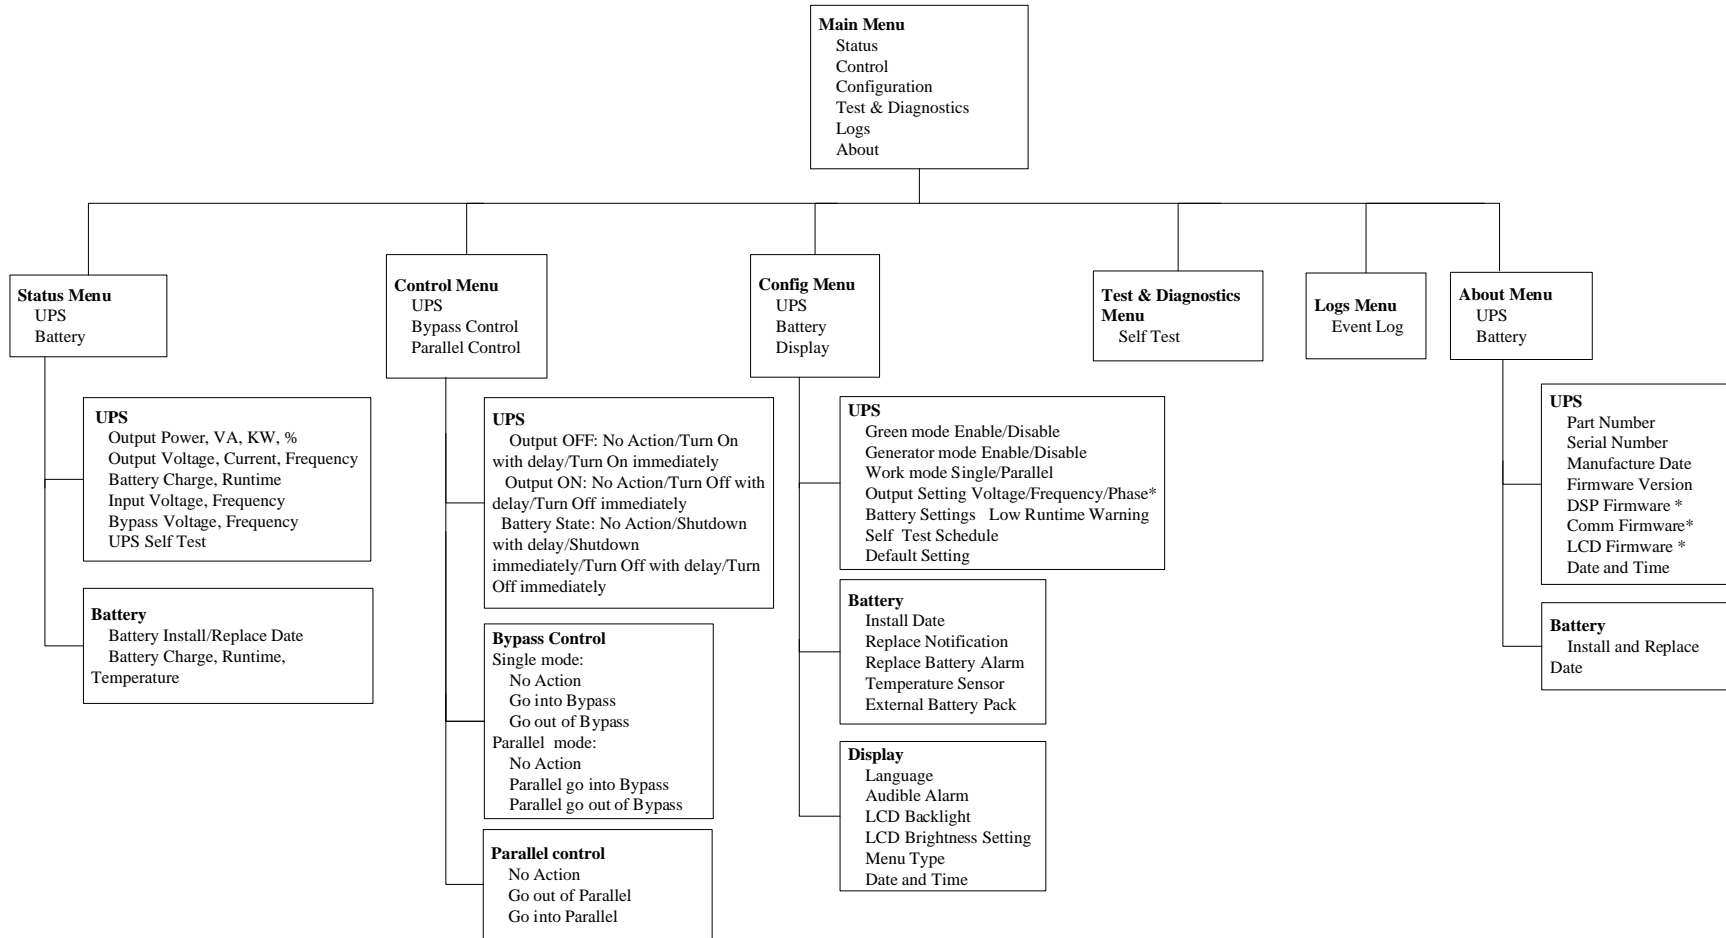 Main Menu
Status
Control
Configuration
Test & Diagnostics
Logs
About
Status Menu
UPS
Battery
Control Menu
UPS
Bypass Control
Parallel Control
Config Menu
UPS
Battery
Display
Test & Diagnostics
Menu
Self Test
Logs Menu
Event Log
About Menu
UPS
Battery
UPS
Output Power, VA, KW, %
Output Voltage, Current, Frequency
Battery Charge, Runtime
Input Voltage, Frequency
Bypass Voltage, Frequency
UPS Self Test
Battery
Battery Install/Replace Date
Battery Charge, Runtime,
Temperature
UPS
Output OFF: No Action/Turn On
with delay/Turn On immediately
Output ON: No Action/Turn Off with
delay/Turn Off immediately
Battery State: No Action/Shutdown
with delay/Shutdown
immediately/Turn Off with delay/Turn
Off immediately
Bypass Control
Single mode:
No Action
Go into Bypass
Go out of Bypass
Parallel mode:
No Action
Parallel go into Bypass
Parallel go out of Bypass
Parallel control
No Action
Go out of Parallel
Go into Parallel
UPS
Green mode Enable/Disable
Generator mode Enable/Disable
Work mode Single/Parallel
Output Setting Voltage/Frequency/Phase*
Battery Settings Low Runtime Warning
Self Test Schedule
Default Setting
Battery
Install Date
Replace Notification
Replace Battery Alarm
Temperature Sensor
External Battery Pack
Display
Language
Audible Alarm
LCD Backlight
LCD Brightness Setting
Menu Type
Date and Time
UPS
Part Number
Serial Number
Manufacture Date
Firmware Version
DSP Firmware *
Comm Firmware*
LCD Firmware *
Date and Time
Battery
Install and Replace
Date